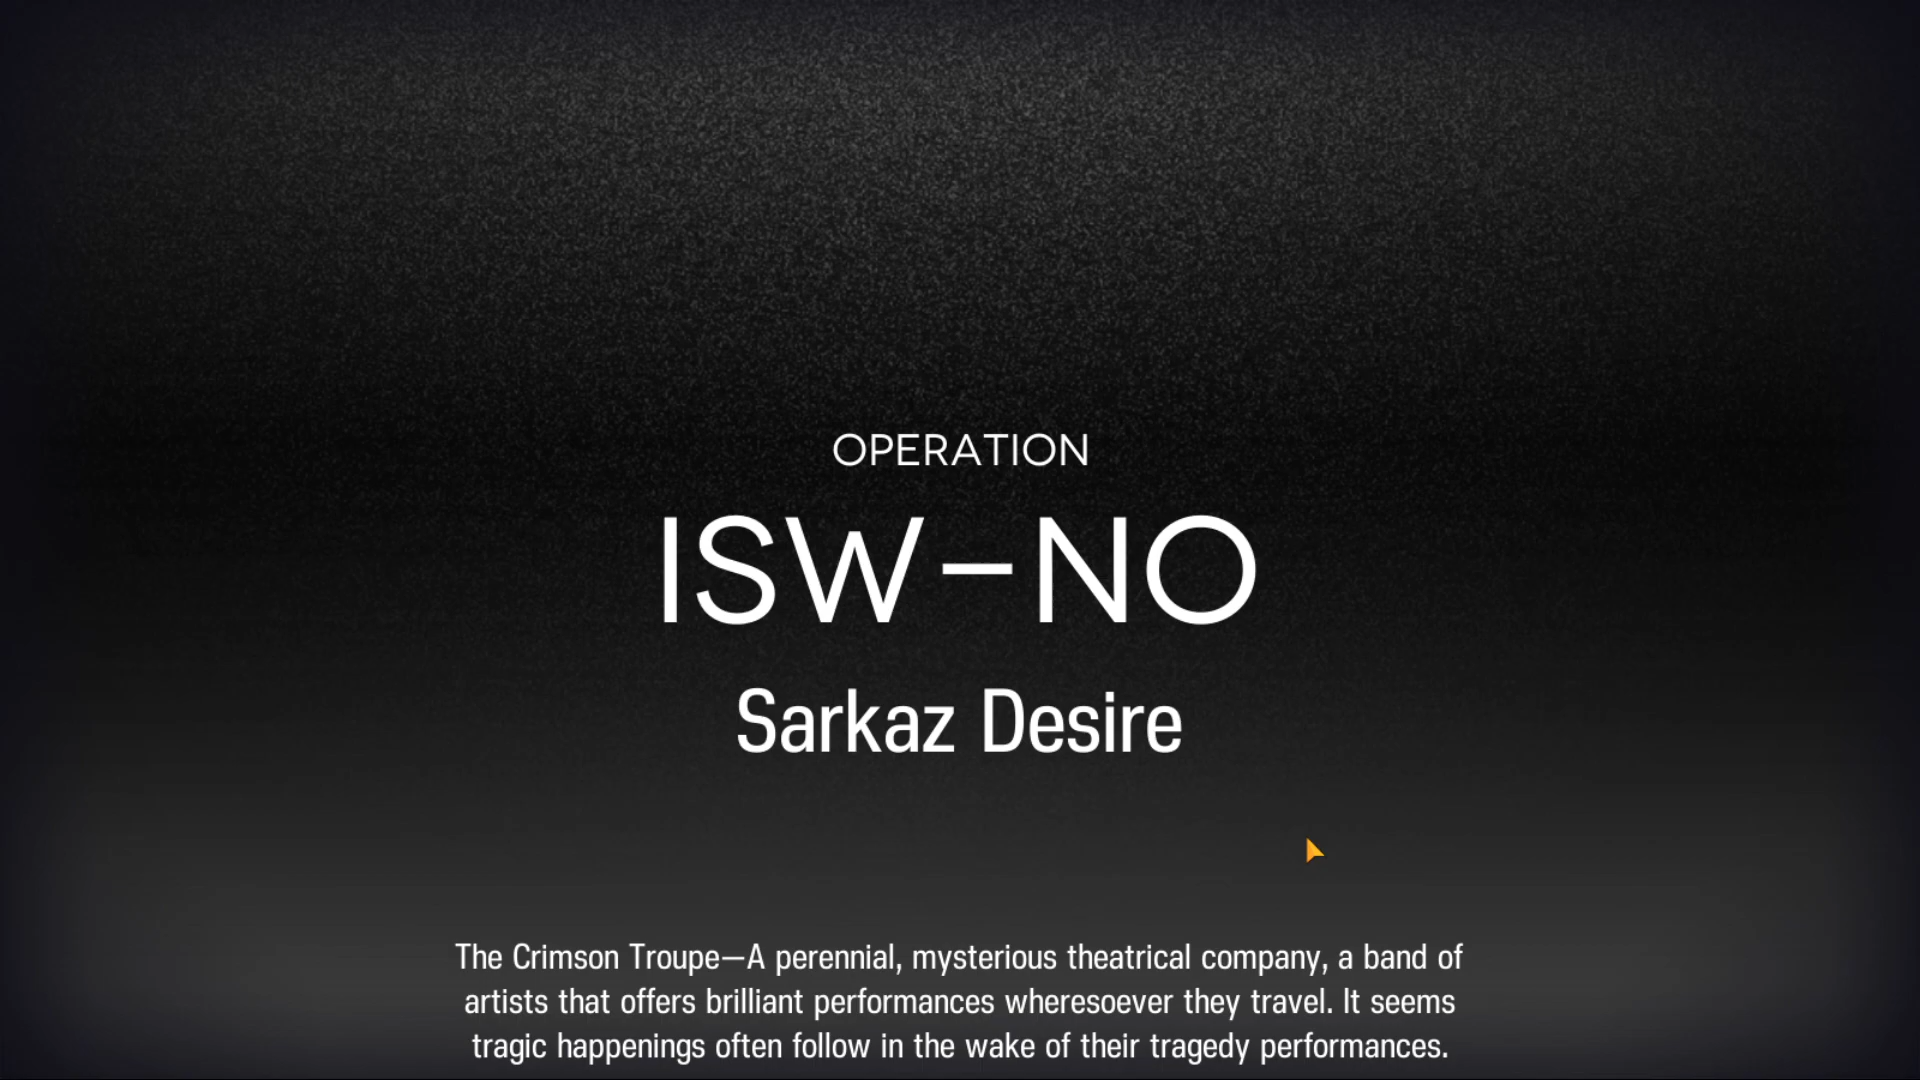 OPERATION
ISW-NO
Sarkaz Desire
The Crimson Troupe—A perennial, mysterious theatrical company, a band of
artists that offers brilliant performances wheresoever they travel. It seems
tragic happenings often follow in the wake of their tragedy performances.